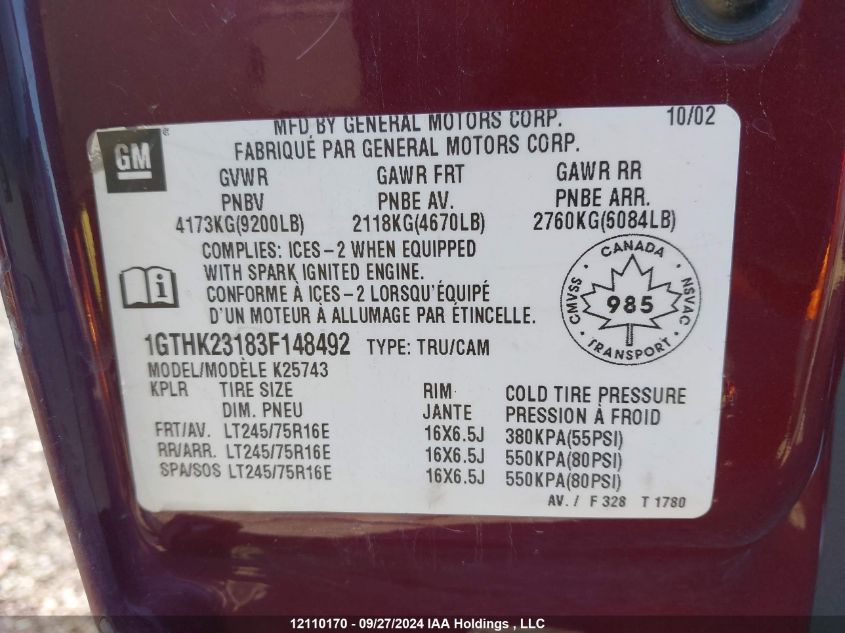 MFD BY GENERAL MOTORS CORP. 10/02
GM ®
FABRIQUÉ PAR GENERAL MOTORS CORP.
GVWR GAWR FRT GAWR RR
PNBV PNBE AV. PNBE ARR.
4173KG(9200LB) 2118KG(4670LB) 2760KG(6084LB)
COMPLIES: ICES-2 WHEN EQUIPPED
WITH SPARK IGNITED ENGINE.
CONFORME À ICES-2 LORSQU'ÉQUIPÉ
D'UN MOTEUR À ALLUMAGE PAR ÉTINCELLE.
CANADA
CMVSS 985 NSVAC
TRANSPORT
1GTHK23183F148492 TYPE: TRU/CAM
MODEL/MODÈLE K25743
KPLR TIRE SIZE RIM COLD TIRE PRESSURE
DIM. PNEU JANTE PRESSION À FROID
FRT/AV. LT245/75R16E 16X6.5J 380KPA(55PSI)
RR/ARR. LT245/75R16E 16X6.5J 550KPA(80PSI)
SPA/SOS LT245/75R16E 16X6.5J 550KPA(80PSI)
AV./ F 328 T 1780
12110170 - 09/27/2024 IAA Holdings , LLC